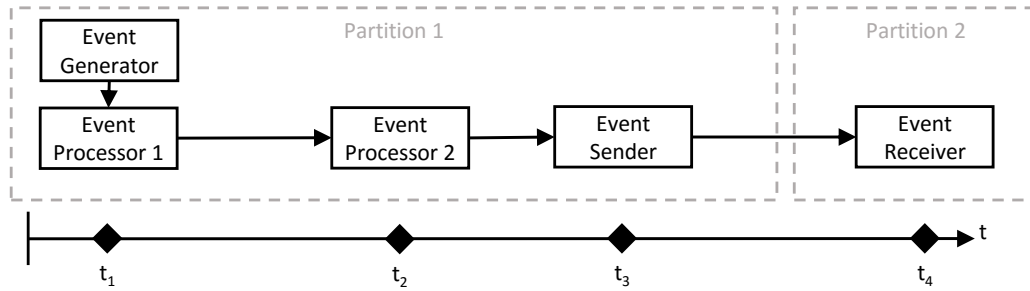 Partition 1
Partition 2
Event
Generator
Event
Processor 1
Event
Processor 2
Event
Sender
Event
Receiver
t
t1
t2
t3
t4